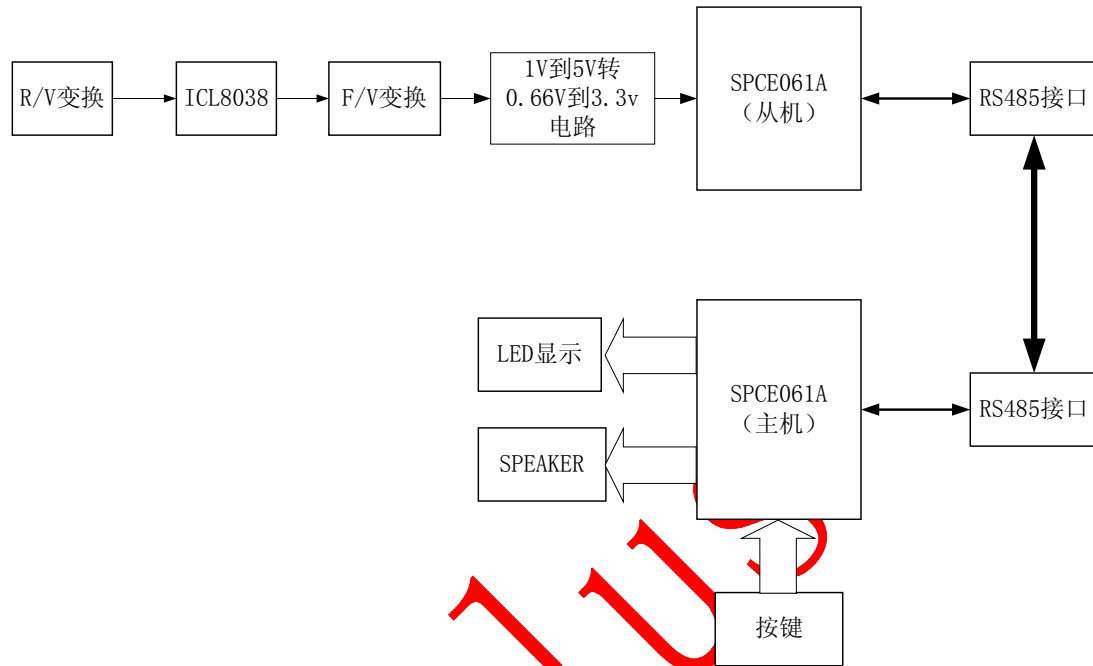 R/V变换
ICL8038
F/V变换
1V到5V转
0.66V到3.3v
电路
SPCE061A
(从机)
RS485接口
LED显示
SPEAKER
SPCE061A
(主机)
RS485接口
按键